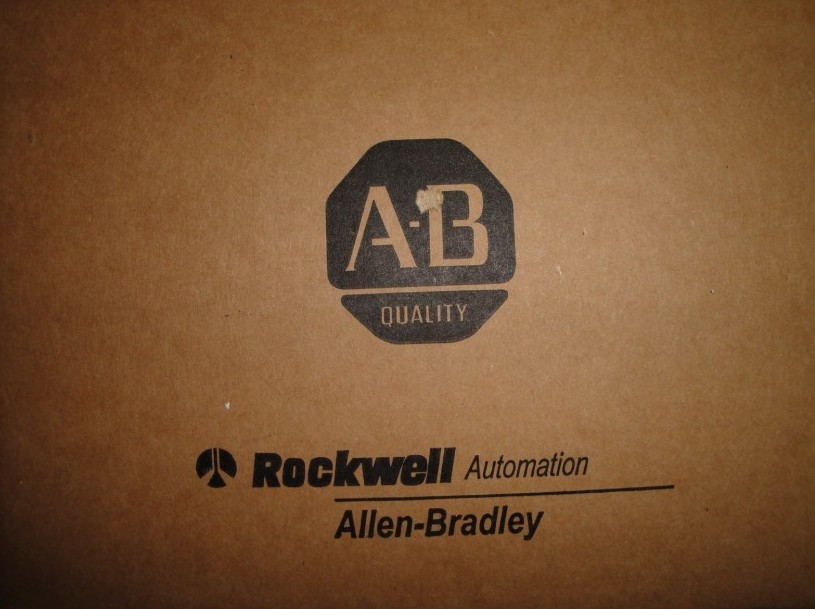 A-B
QUALITY
Rockwell Automation
Allen-Bradley